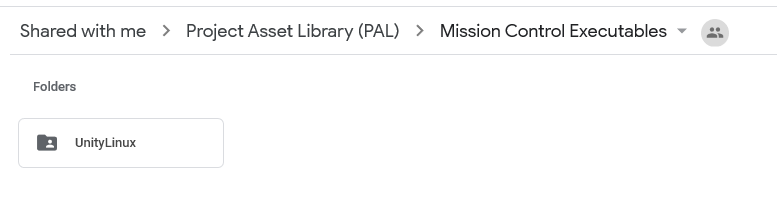 Shared with me > Project Asset Library (PAL) > Mission Control Executables
Folders
UnityLinux